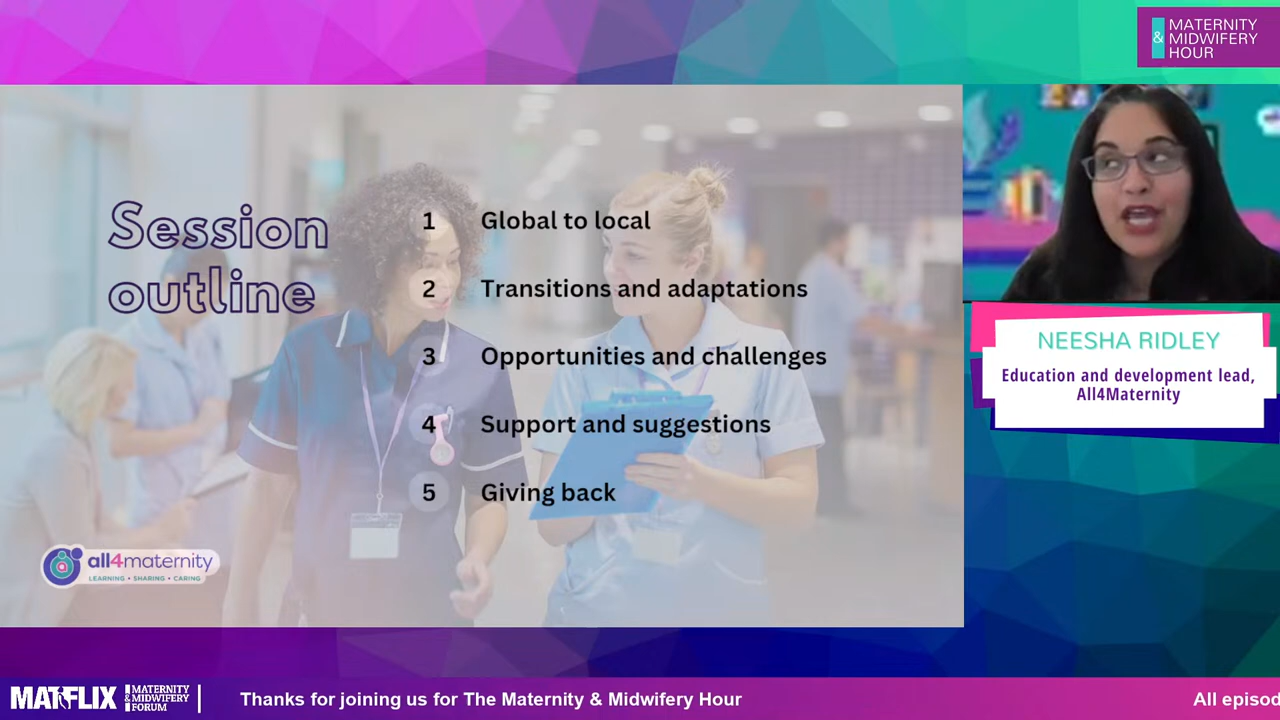 MATERNITY
& MIDWIFERY
HOUR
Session
outline
1 Global to local
2 Transitions and adaptations
3 Opportunities and challenges
4 Support and suggestions
5 Giving back
all4maternity
LEARNING • SHARING • CARING
NEESHA RIDLEY
Education and development lead,
All4Maternity
MATFLIX
MATERNITY
& MIDWIFERY
FORUM
Thanks for joining us for The Maternity & Midwifery Hour
All episod